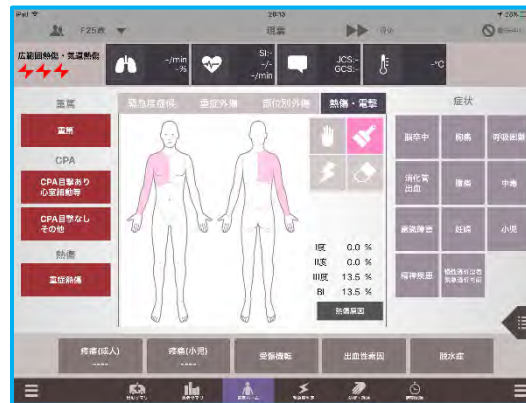 iPad
20:13
F25歳
現場
広範囲熱傷・気道熱傷
-/min
-%
SI:-
-/-
-/min
JCS:-
GCS:-
-℃
重篤
緊急度症候
重症外傷
部位別外傷
熱傷・電撃
症状
重篤
CPA
CPA目撃あり
心室細動等
CPA目撃なし
その他
熱傷
重症熱傷
脳卒中
胸痛
呼吸困難
消化管
出血
腹痛
中毒
意識障害
妊婦
小児
精神疾患
I度 0.0 %
II度 0.0 %
III度 13.5 %
BI 13.5 %
熱傷原因
疼痛(成人)
----
疼痛(小児)
----
受傷機転
出血性素因
脱水症